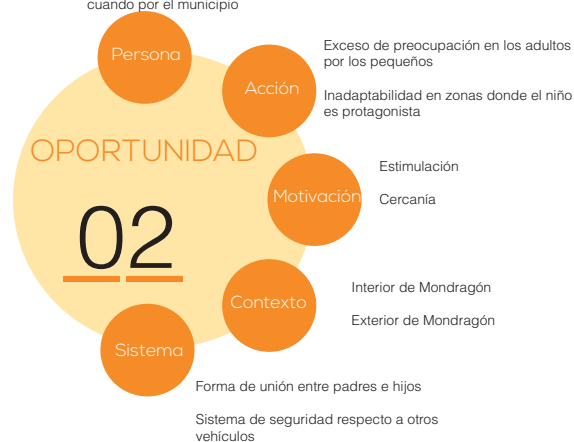 cuando por el municipio
Persona
Exceso de preocupación en los adultos
por los pequeños
Acción
Inadaptabilidad en zonas donde el niño
es protagonista
OPORTUNIDAD
02
Estimulación
Motivación
Cercanía
Contexto
Interior de Mondragón
Exterior de Mondragón
Sistema
Forma de unión entre padres e hijos
Sistema de seguridad respecto a otros
vehículos